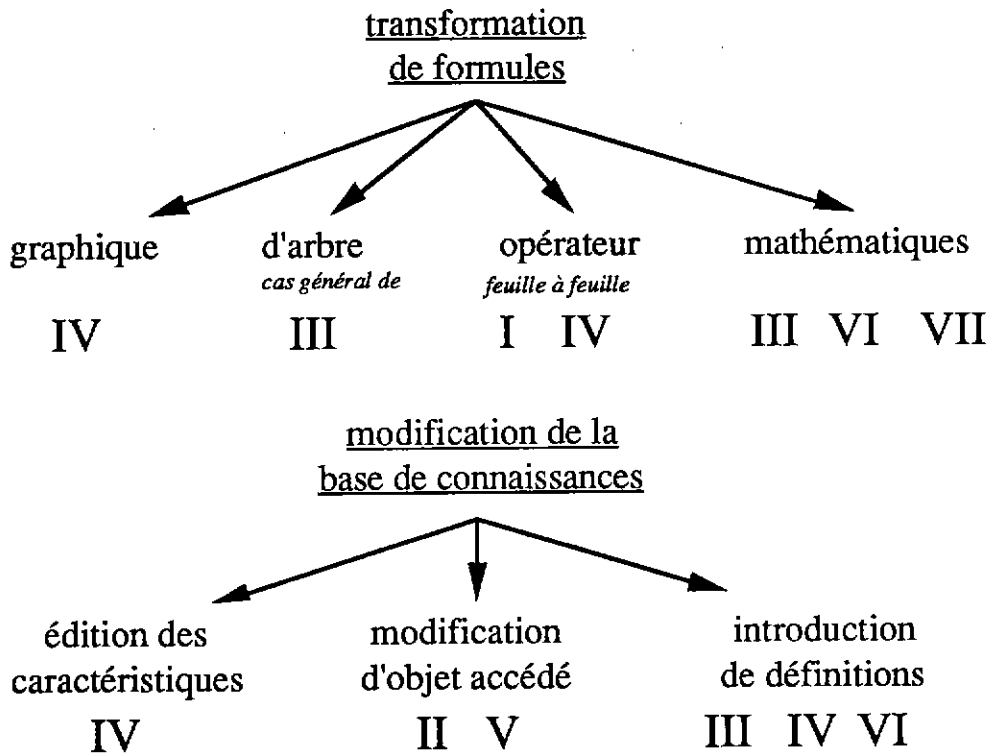 transformation
de formules
graphique d'arbre opérateur mathématiques
cas général de feuille à feuille
IV III I IV III VI VII
modification de la
base de connaissances
édition des modification introduction
caractéristiques d'objet accédé de définitions
IV II V III IV VI